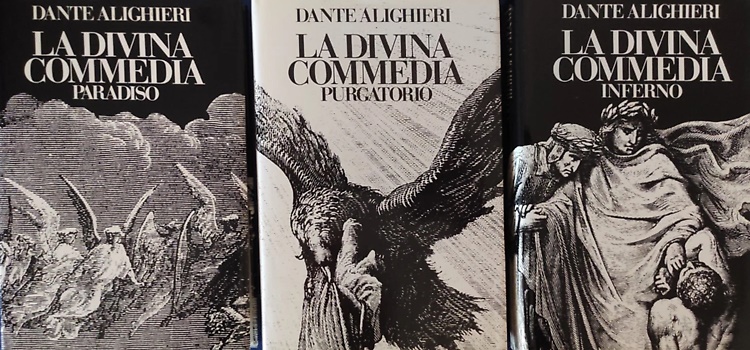 DANTE ALIGHIERI
LA DIVINA
COMMEDIA
PARADISO
DANTE ALIGHIERI
LA DIVINA
COMMEDIA
PURGATORIO
DANTE ALIGHIERI
LA DIVINA
COMMEDIA
INFERNO